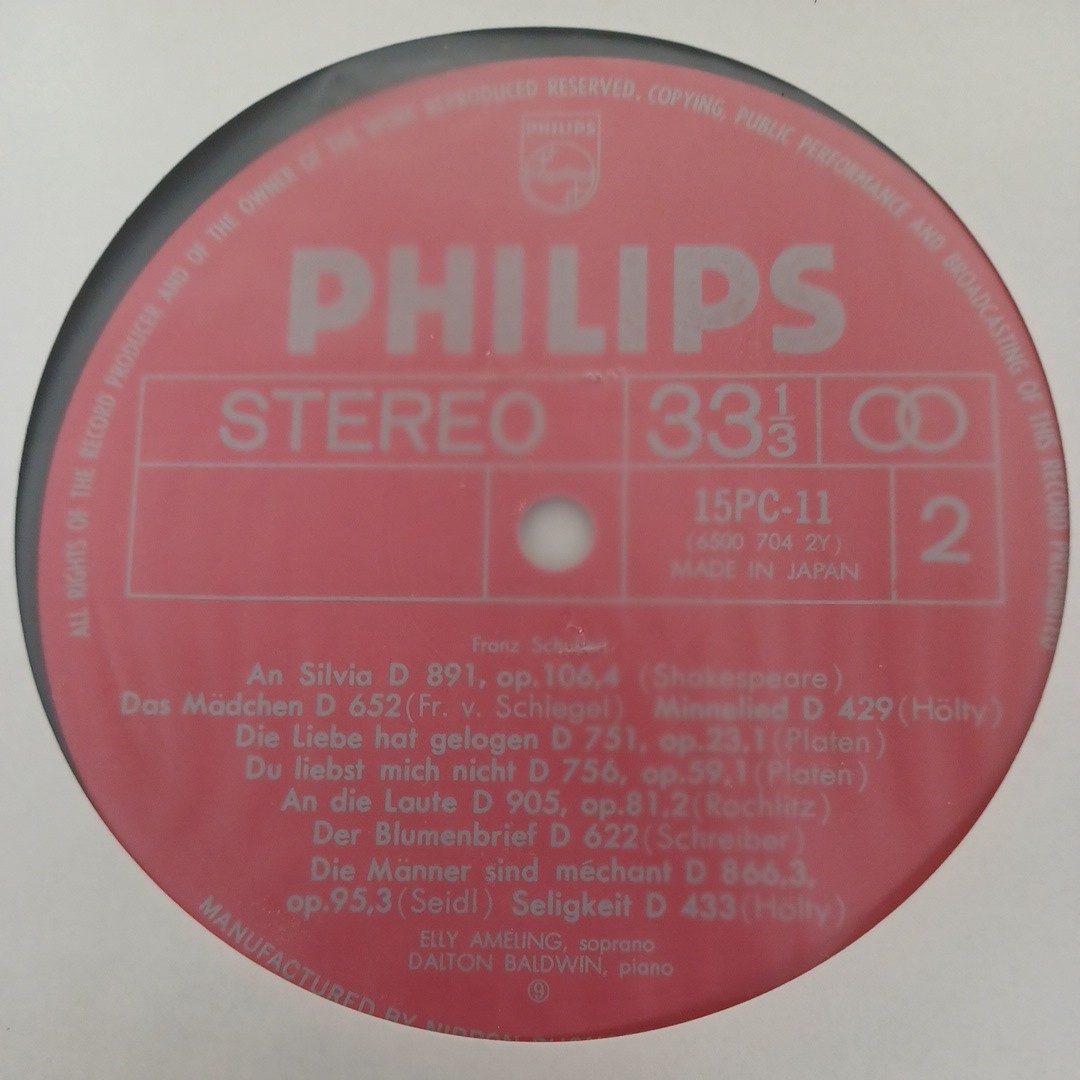 ALL RIGHTS OF THE RECORD PRODUCER AND OF THE OWNER OF THE WORK REPRODUCED RESERVED. COPYING, PUBLIC PERFORMANCE AND BROADCASTING OF THIS RECORD PROHIBITED
PHILIPS
PHILIPS
STEREO 33 1/3
15PC-11 2
(6500 704 2Y)
MADE IN JAPAN
Franz Schubert
An Silvia D 891, op.106,4 (Shakespeare)
Das Mädchen D 652(Fr. v. Schlegel) Minnelied D 429(Hölty)
Die Liebe hat gelogen D 751, op.23,1(Platen)
Du liebst mich nicht D 756, op.59,1(Platen)
An die Laute D 905, op.81,2(Rochlitz)
Der Blumenbrief D 622(Schreiber)
Die Männer sind méchant D 866,3,
op.95,3(Seidl) Seligkeit D 433(Hölty)
ELLY AMELING, soprano
DALTON BALDWIN, piano
⑨
MANUFACTURED BY NIPPON